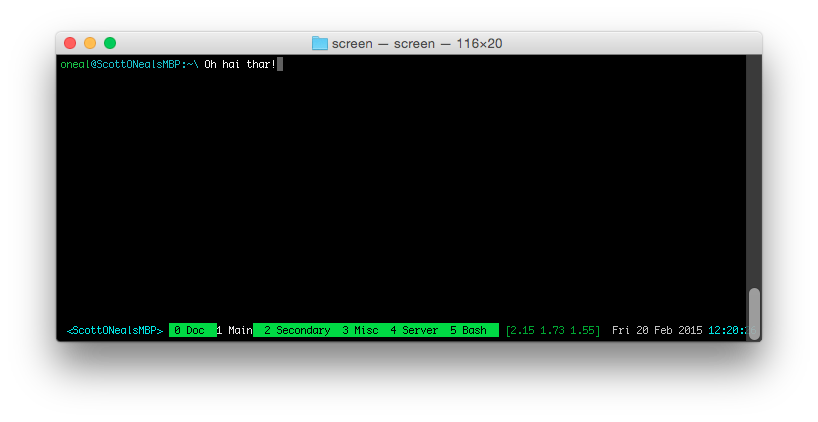 screen — screen — 116×20
oneal@ScottONealsMBP:~\ Oh hai thar!
<ScottONealsMBP> 0 Doc 1 Main 2 Secondary 3 Misc 4 Server 5 Bash [2.15 1.73 1.55] Fri 20 Feb 2015 12:20: